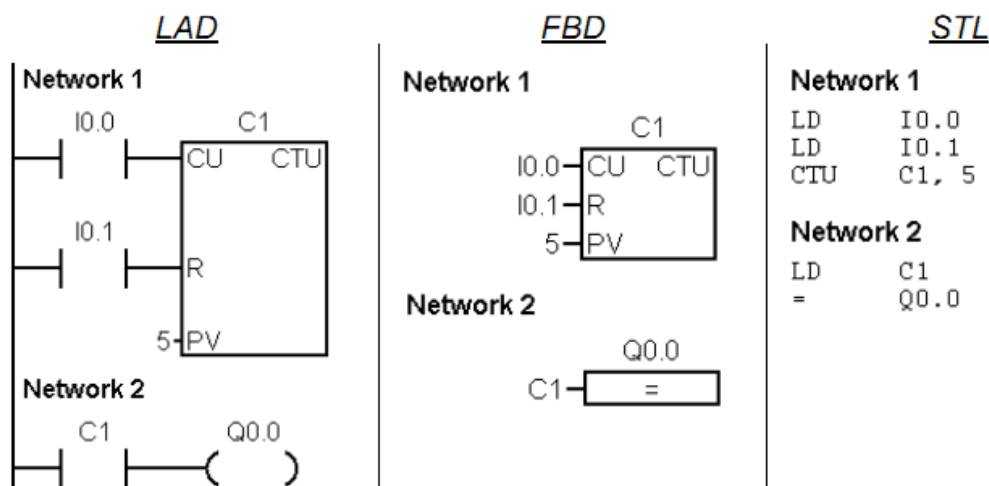 LAD
Network 1
I0.0
C1
CU CTU
I0.1
R
5 PV
Network 2
C1 Q0.0
FBD
Network 1
C1
I0.0 CU CTU
I0.1 R
5 PV
Network 2
Q0.0
C1 =
STL
Network 1
LD I0.0
LD I0.1
CTU C1, 5
Network 2
LD C1
= Q0.0